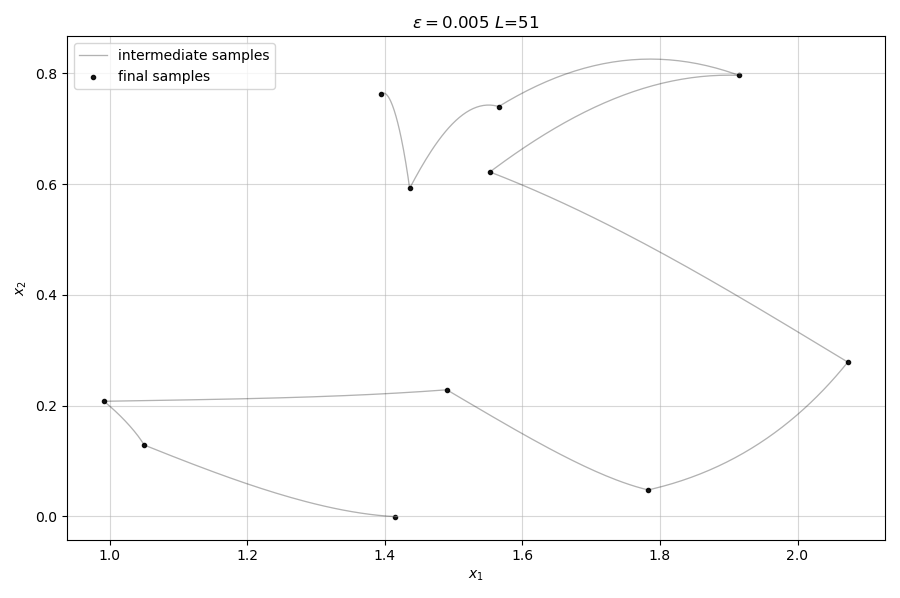 ε = 0.005 L=51
intermediate samples
final samples
x₂
0.8
0.6
0.4
0.2
0.0
1.0 1.2 1.4 1.6 1.8 2.0
x₁